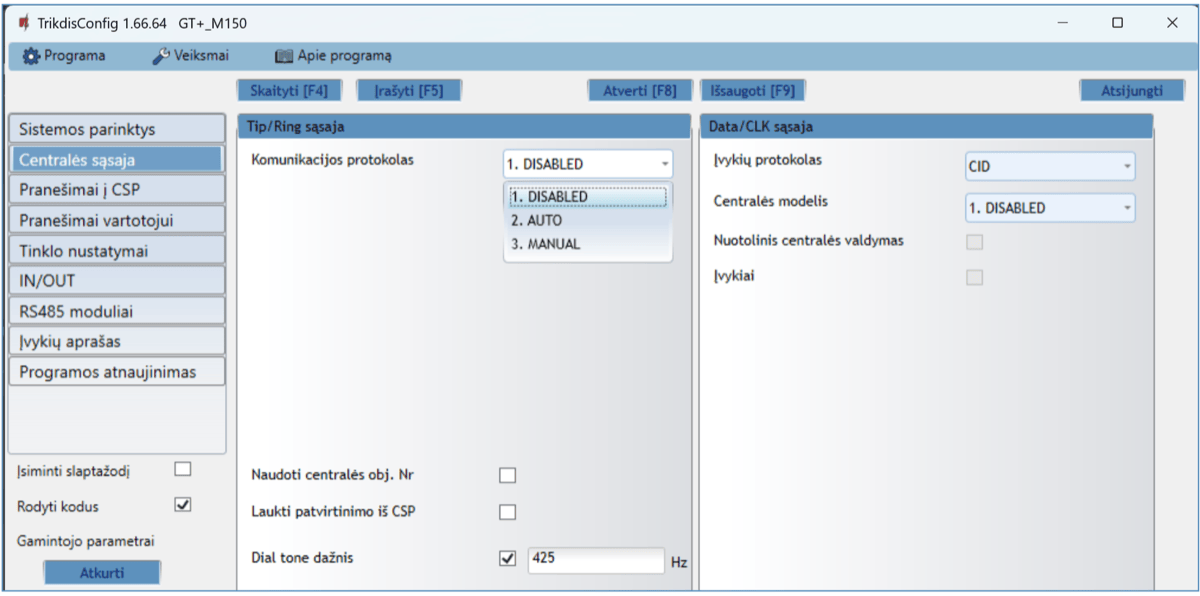 TrikdisConfig 1.66.64 GT+_M150
Programa Veiksmai Apie programą
Skaityti [F4] Įrašyti [F5] Atverti [F8] Išsaugoti [F9] Atsijungti
Sistemos parinktys
Centralės sąsaja
Pranešimai į CSP
Pranešimai vartotojui
Tinklo nustatymai
IN/OUT
RS485 moduliai
Įvykių aprašas
Programos atnaujinimas
Įsiminti slaptažodį
Rodyti kodus
Gamintojo parametrai
Atkurti
Tip/Ring sąsaja
Komunikacijos protokolas 1. DISABLED
1. DISABLED
2. AUTO
3. MANUAL
Naudoti centralės obj. Nr
Laukti patvirtinimo iš CSP
Dial tone dažnis 425 Hz
Data/CLK sąsaja
Įvykių protokolas CID
Centralės modelis 1. DISABLED
Nuotolinis centralės valdymas
Įvykiai